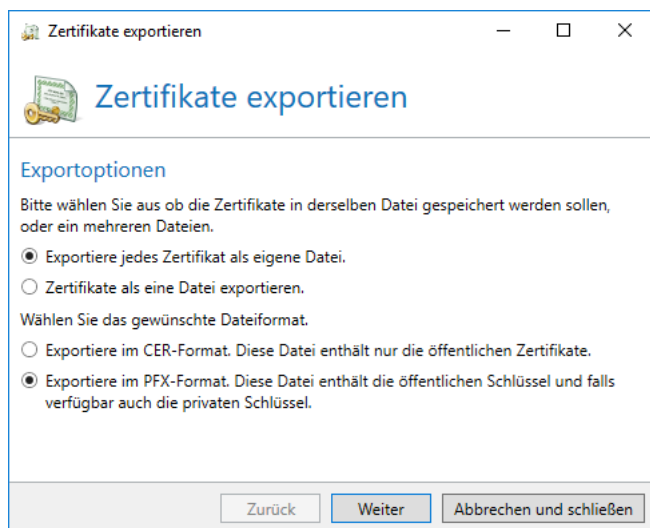 Zertifikate exportieren
Zertifikate exportieren
Exportoptionen
Bitte wählen Sie aus ob die Zertifikate in derselben Datei gespeichert werden sollen,
oder ein mehreren Dateien.
Exportiere jedes Zertifikat als eigene Datei.
Zertifikate als eine Datei exportieren.
Wählen Sie das gewünschte Dateiformat.
Exportiere im CER-Format. Diese Datei enthält nur die öffentlichen Zertifikate.
Exportiere im PFX-Format. Diese Datei enthält die öffentlichen Schlüssel und falls
verfügbar auch die privaten Schlüssel.
Zurück Weiter Abbrechen und schließen